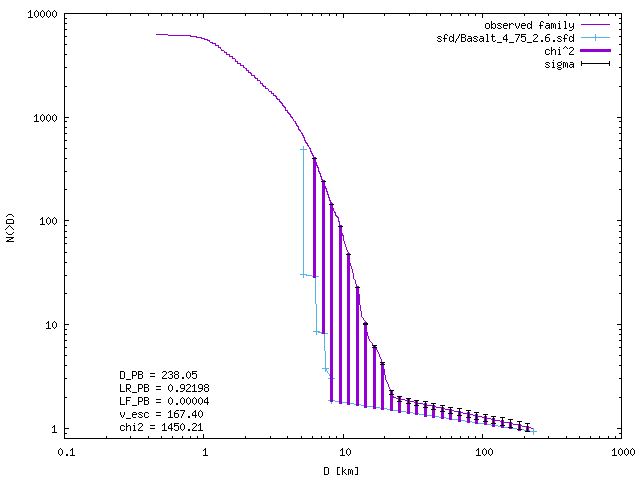 10000
1000
100
10
1
N(>D)
observed family
sfd/Basalt_4_75_2.6.sfd
chi^2
sigma
D_PB = 238.05
LR_PB = 0.92198
LF_PB = 0.00004
v_esc = 167.40
chi2 = 1450.21
0.1 1 10 100 1000
D [km]